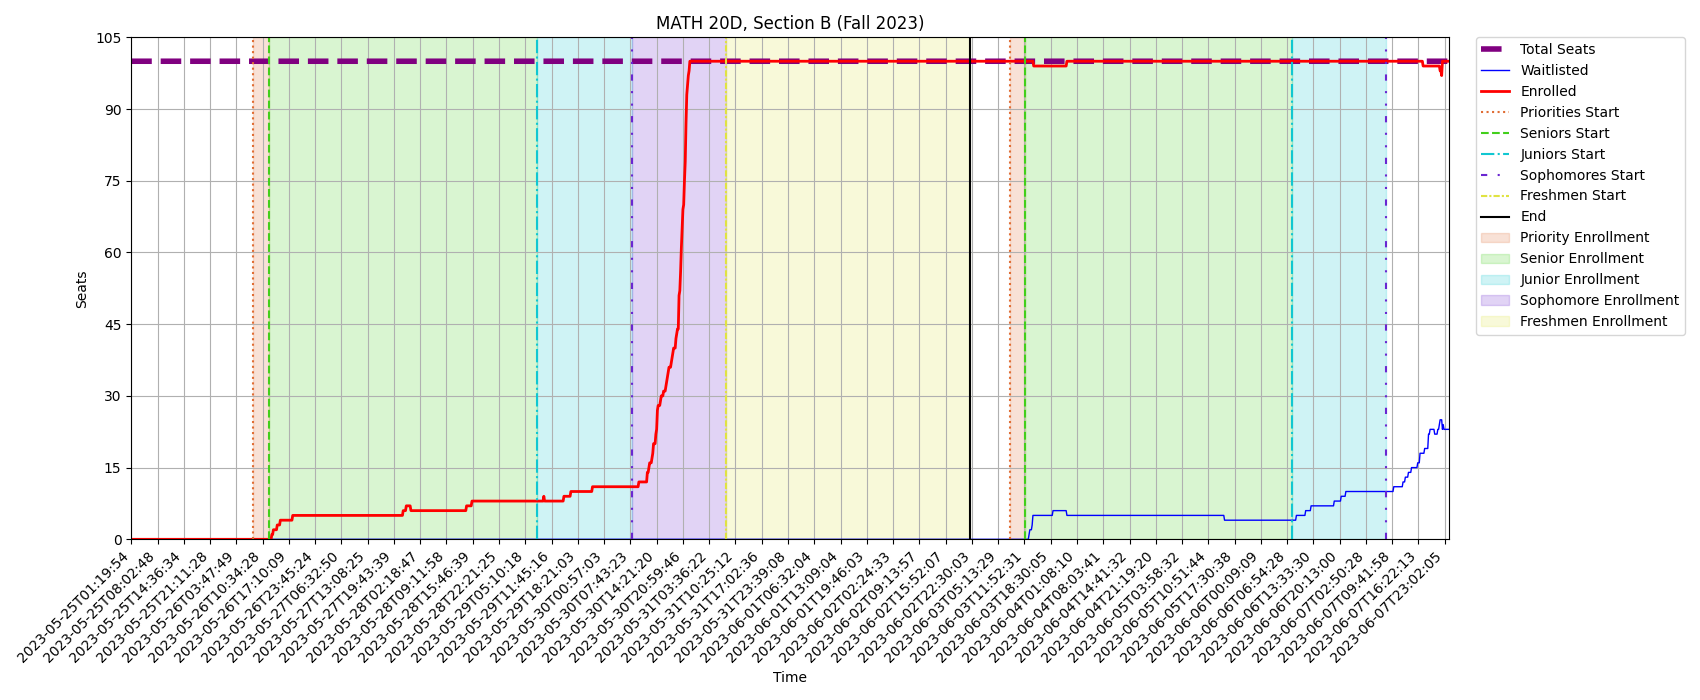 MATH 20D, Section B (Fall 2023)
105
90
75
60
45
30
15
0
Seats
2023-05-25T01:19:54
2023-05-25T08:02:48
2023-05-25T14:36:34
2023-05-25T21:11:28
2023-05-26T03:47:49
2023-05-26T10:34:28
2023-05-26T17:10:09
2023-05-26T23:45:24
2023-05-27T06:32:50
2023-05-27T13:08:25
2023-05-27T19:43:39
2023-05-28T02:18:47
2023-05-28T09:11:58
2023-05-28T15:46:39
2023-05-28T22:21:25
2023-05-29T05:10:18
2023-05-29T11:45:16
2023-05-29T18:21:03
2023-05-30T00:57:03
2023-05-30T07:43:23
2023-05-30T14:21:20
2023-05-30T20:59:46
2023-05-31T03:36:22
2023-05-31T10:25:12
2023-05-31T17:02:36
2023-05-31T23:39:08
2023-06-01T06:32:04
2023-06-01T13:09:04
2023-06-01T19:46:03
2023-06-02T02:24:33
2023-06-02T09:13:57
2023-06-02T15:52:07
2023-06-02T22:30:03
2023-06-03T05:13:29
2023-06-03T11:52:31
2023-06-03T18:30:05
2023-06-04T01:08:10
2023-06-04T08:03:41
2023-06-04T14:41:32
2023-06-04T21:19:20
2023-06-05T03:58:32
2023-06-05T10:51:44
2023-06-05T17:30:38
2023-06-06T00:09:09
2023-06-06T06:54:28
2023-06-06T13:33:30
2023-06-06T20:13:00
2023-06-07T02:50:28
2023-06-07T09:41:58
2023-06-07T16:22:13
2023-06-07T23:02:05
Time
Total Seats
Waitlisted
Enrolled
Priorities Start
Seniors Start
Juniors Start
Sophomores Start
Freshmen Start
End
Priority Enrollment
Senior Enrollment
Junior Enrollment
Sophomore Enrollment
Freshmen Enrollment